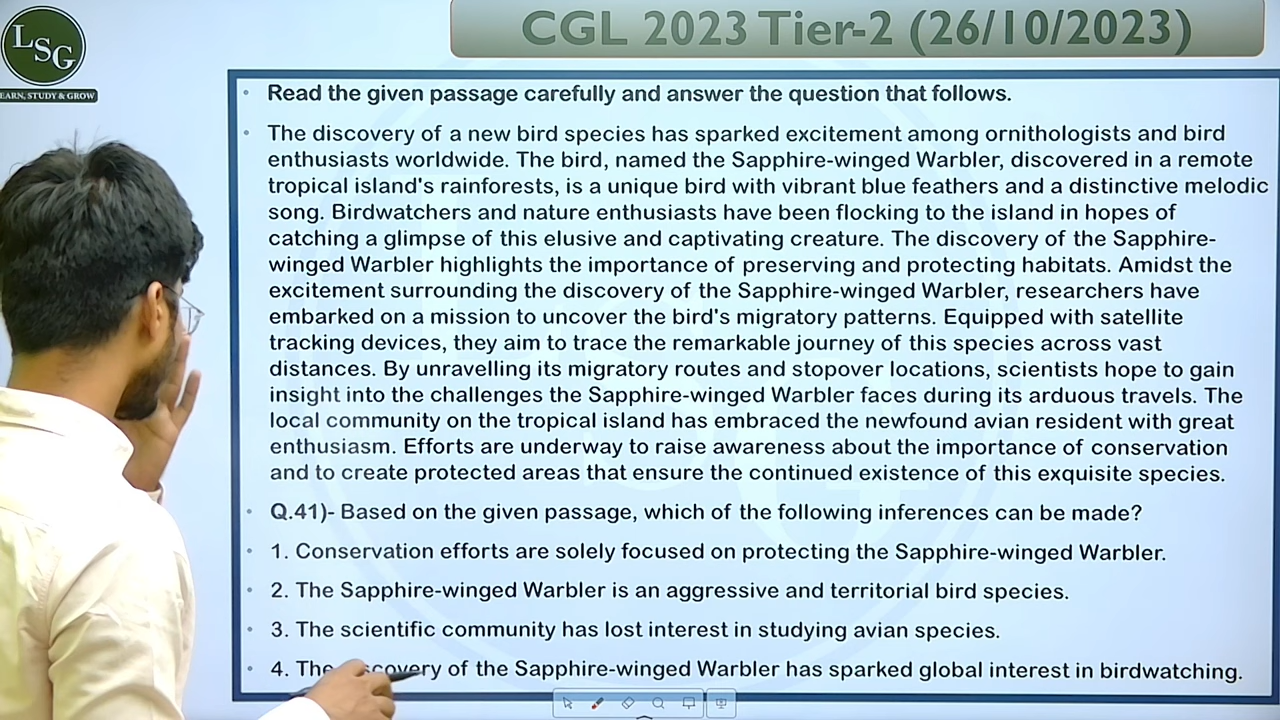 LSG
EARN, STUDY & GROW
CGL 2023 Tier-2 (26/10/2023)
• Read the given passage carefully and answer the question that follows.
• The discovery of a new bird species has sparked excitement among ornithologists and bird
enthusiasts worldwide. The bird, named the Sapphire-winged Warbler, discovered in a remote
tropical island's rainforests, is a unique bird with vibrant blue feathers and a distinctive melodic
song. Birdwatchers and nature enthusiasts have been flocking to the island in hopes of
catching a glimpse of this elusive and captivating creature. The discovery of the Sapphire-
winged Warbler highlights the importance of preserving and protecting habitats. Amidst the
excitement surrounding the discovery of the Sapphire-winged Warbler, researchers have
embarked on a mission to uncover the bird's migratory patterns. Equipped with satellite
tracking devices, they aim to trace the remarkable journey of this species across vast
distances. By unravelling its migratory routes and stopover locations, scientists hope to gain
insight into the challenges the Sapphire-winged Warbler faces during its arduous travels. The
local community on the tropical island has embraced the newfound avian resident with great
enthusiasm. Efforts are underway to raise awareness about the importance of conservation
and to create protected areas that ensure the continued existence of this exquisite species.
• Q.41)- Based on the given passage, which of the following inferences can be made?
• 1. Conservation efforts are solely focused on protecting the Sapphire-winged Warbler.
• 2. The Sapphire-winged Warbler is an aggressive and territorial bird species.
• 3. The scientific community has lost interest in studying avian species.
• 4. The discovery of the Sapphire-winged Warbler has sparked global interest in birdwatching.